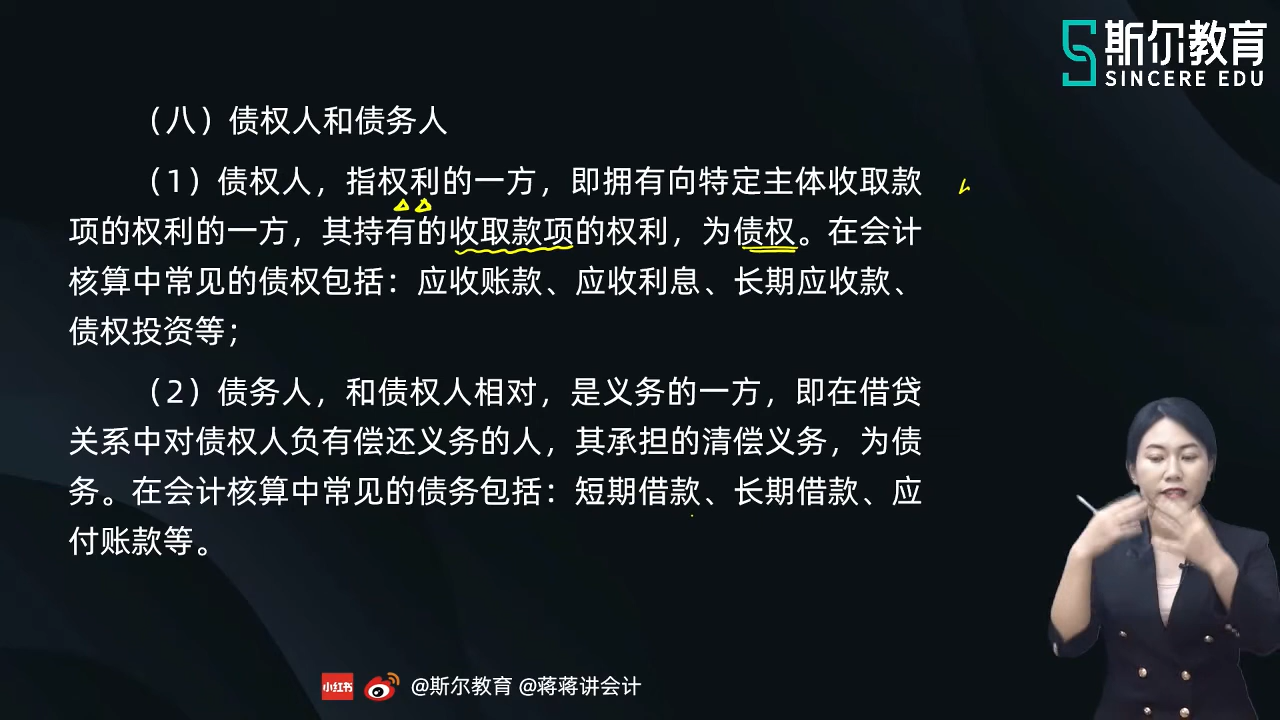 斯尔教育
SINCERE EDU
（八）债权人和债务人
（1）债权人，指权利的一方，即拥有向特定主体收取款
项的权利的一方，其持有的收取款项的权利，为债权。在会计
核算中常见的债权包括：应收账款、应收利息、长期应收款、
债权投资等；
（2）债务人，和债权人相对，是义务的一方，即在借贷
关系中对债权人负有偿还义务的人，其承担的清偿义务，为债
务。在会计核算中常见的债务包括：短期借款、长期借款、应
付账款等。
小红书 @斯尔教育 @蒋蒋讲会计